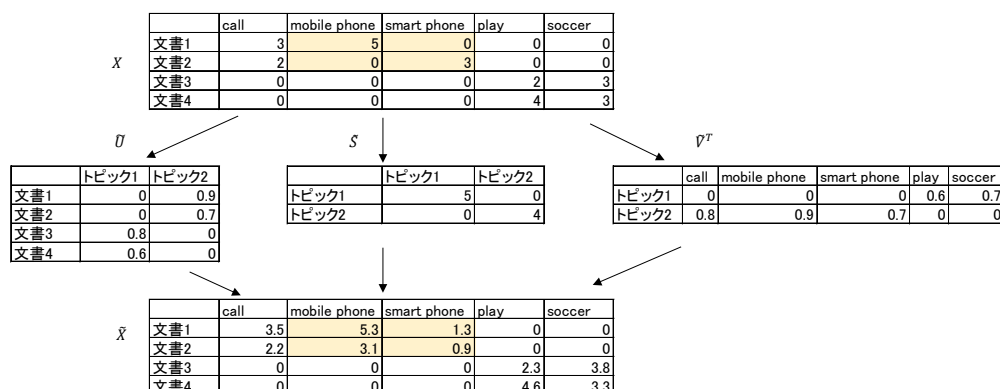 call mobile phone smart phone play soccer
文書1 3 5 0 0 0
X 文書2 2 0 3 0 0
文書3 0 0 0 2 3
文書4 0 0 0 4 3
Ũ S̃ Ṽᵀ
トピック1 トピック2
文書1 0 0.9
文書2 0 0.7
文書3 0.8 0
文書4 0.6 0
トピック1 トピック2
トピック1 5 0
トピック2 0 4
call mobile phone smart phone play soccer
トピック1 0 0 0 0.6 0.7
トピック2 0.8 0.9 0.7 0 0
call mobile phone smart phone play soccer
文書1 3.5 5.3 1.3 0 0
X̃ 文書2 2.2 3.1 0.9 0 0
文書3 0 0 0 2.3 3.8
文書4 0 0 0 4.6 3.3